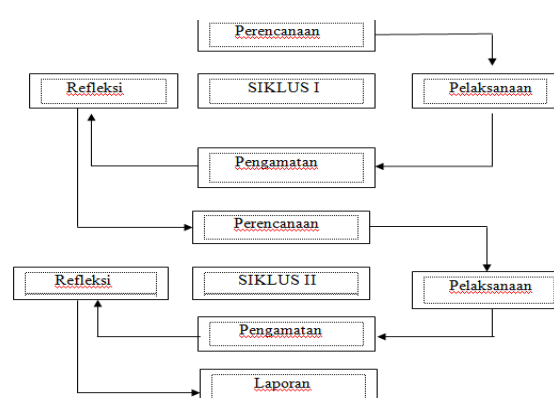 Perencanaan
Refleksi
SIKLUS I
Pelaksanaan
Pengamatan
Perencanaan
Refleksi
SIKLUS II
Pelaksanaan
Pengamatan
Laporan